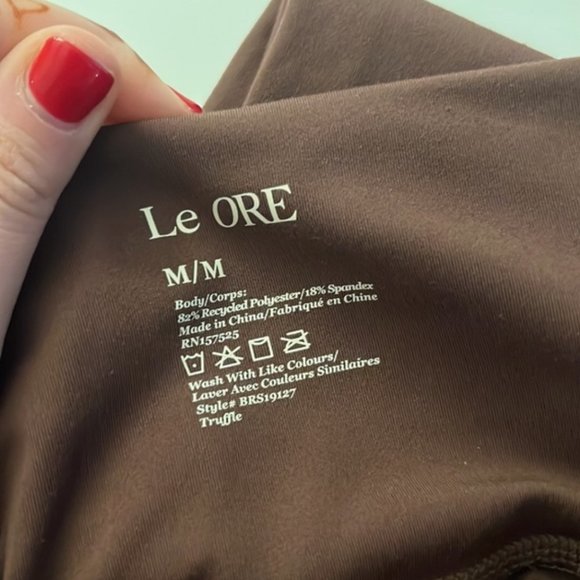 Le ORE
M/M
Body/Corps:
82% Recycled Polyester/18% Spandex
Made in China/Fabriqué en Chine
RN157525
Wash With Like Colours/
Laver Avec Couleurs Similaires
Style# BRS19127
Truffle